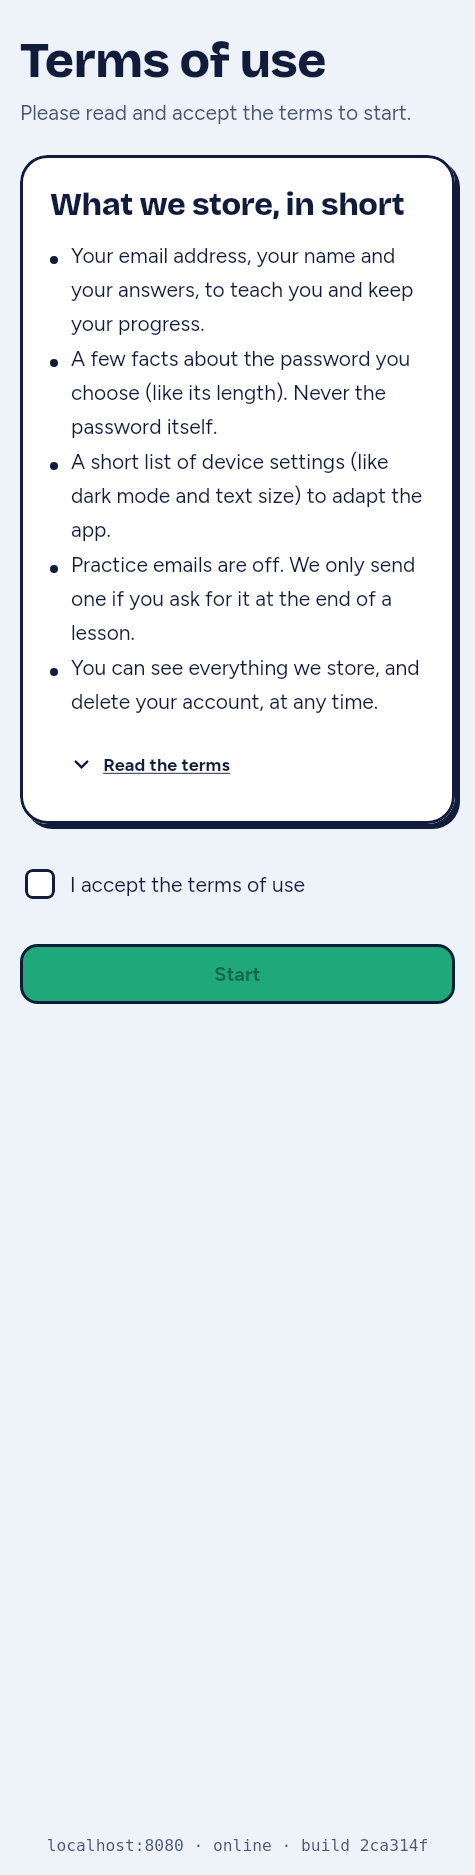 Terms of use
Please read and accept the terms to start.
What we store, in short
Your email address, your name and
your answers, to teach you and keep
your progress.
A few facts about the password you
choose (like its length). Never the
password itself.
A short list of device settings (like
dark mode and text size) to adapt the
app.
Practice emails are off. We only send
one if you ask for it at the end of a
lesson.
You can see everything we store, and
delete your account, at any time.
Read the terms
I accept the terms of use
Start
localhost:8080 · online · build 2ca314f